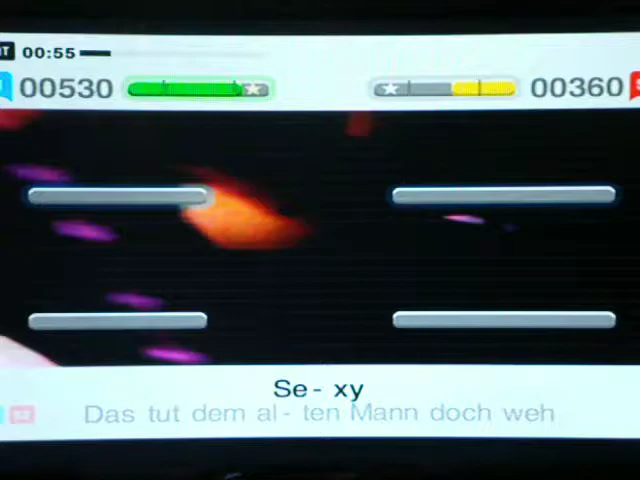 00:55
00530
00360
Se- xy
Das tut dem al- ten Mann doch weh